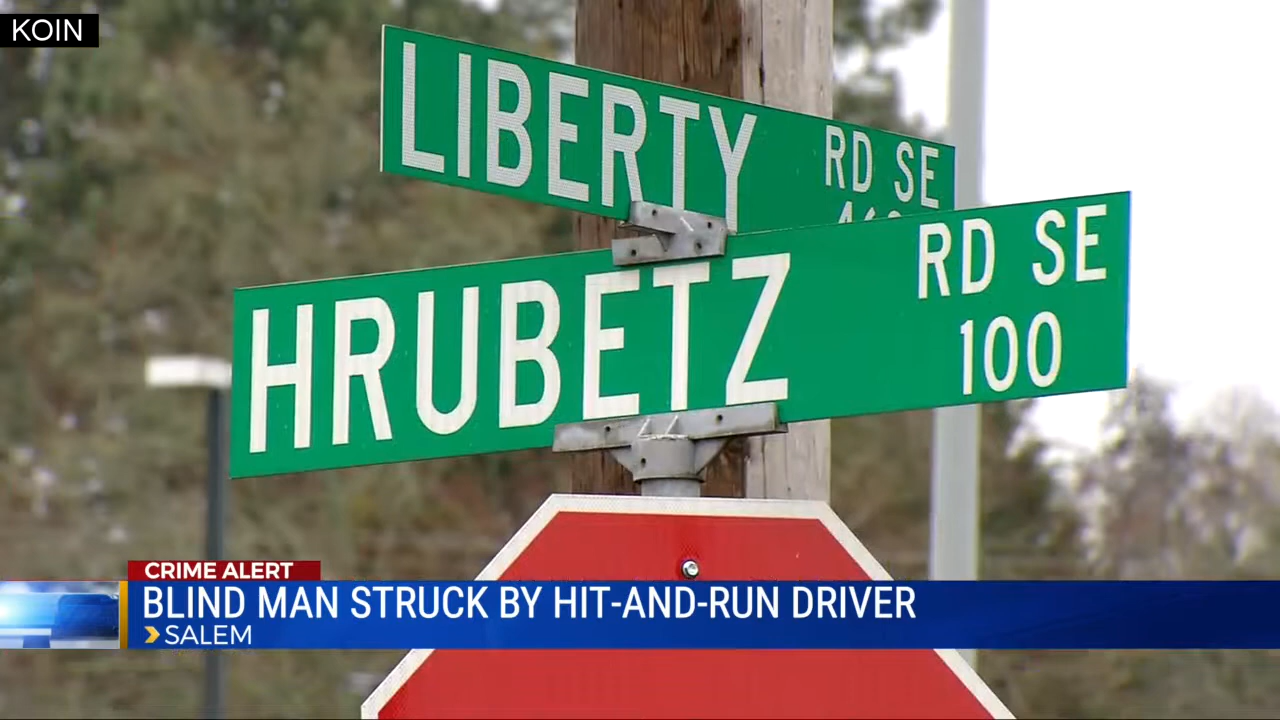 KOIN
LIBERTY RD SE
HRUBETZ RD SE
100
CRIME ALERT
BLIND MAN STRUCK BY HIT-AND-RUN DRIVER
SALEM